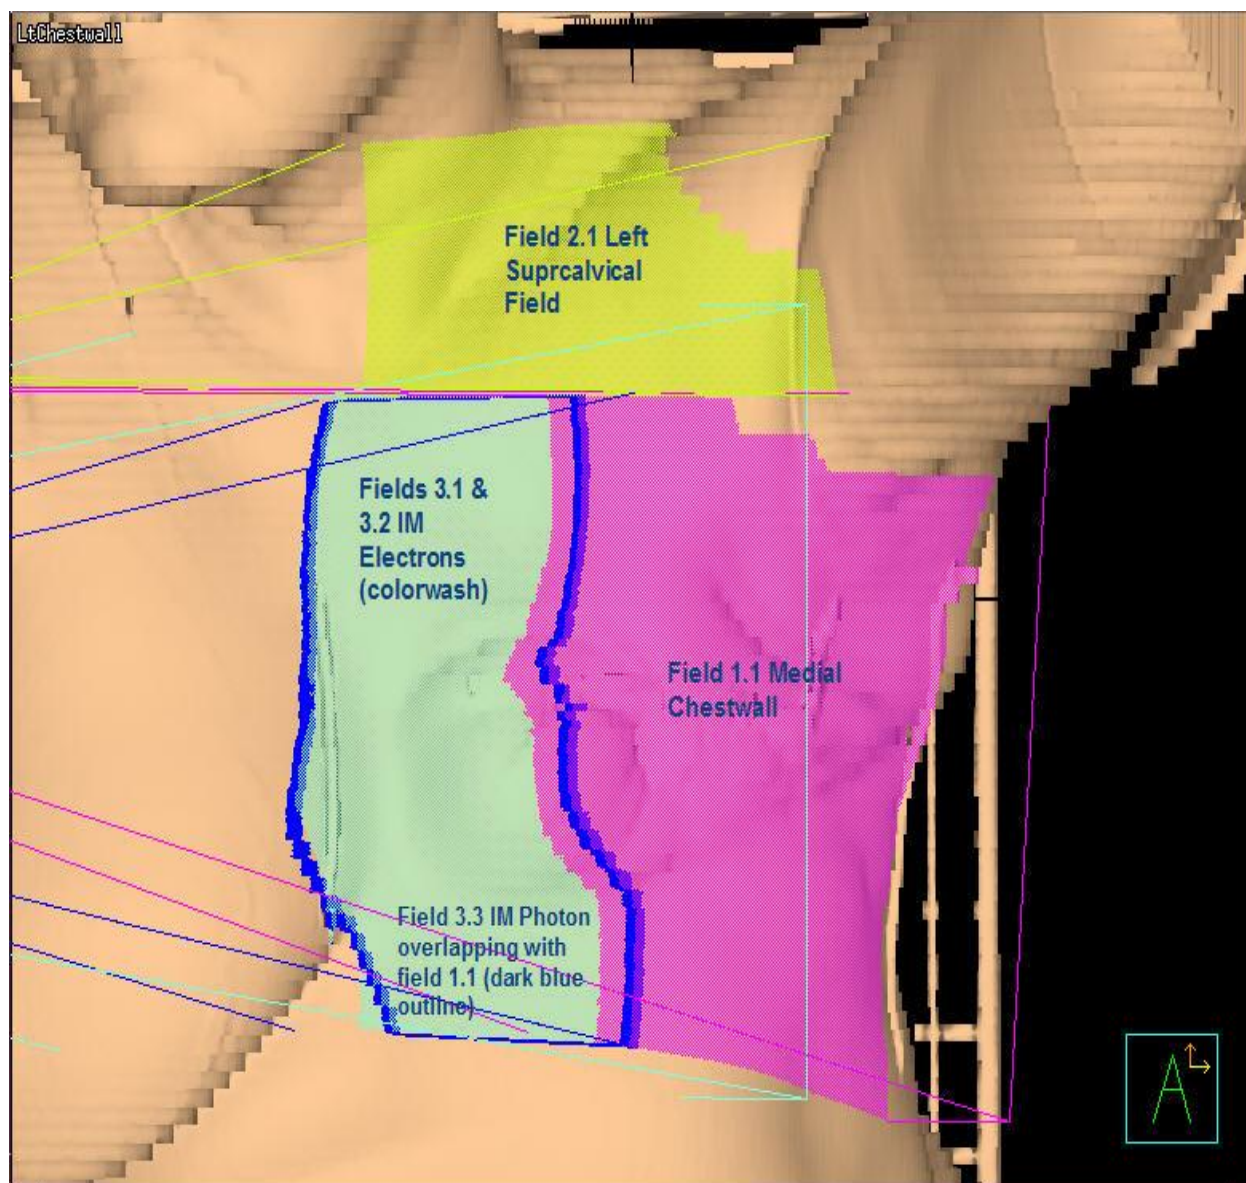 LtChestwall
Field 2.1 Left
Suprcalvical
Field
Fields 3.1 &
3.2 IM
Electrons
(colorwash)
Field 1.1 Medial
Chestwall
Field 3.3 IM Photon
overlapping with
field 1.1 (dark blue
outline)
A